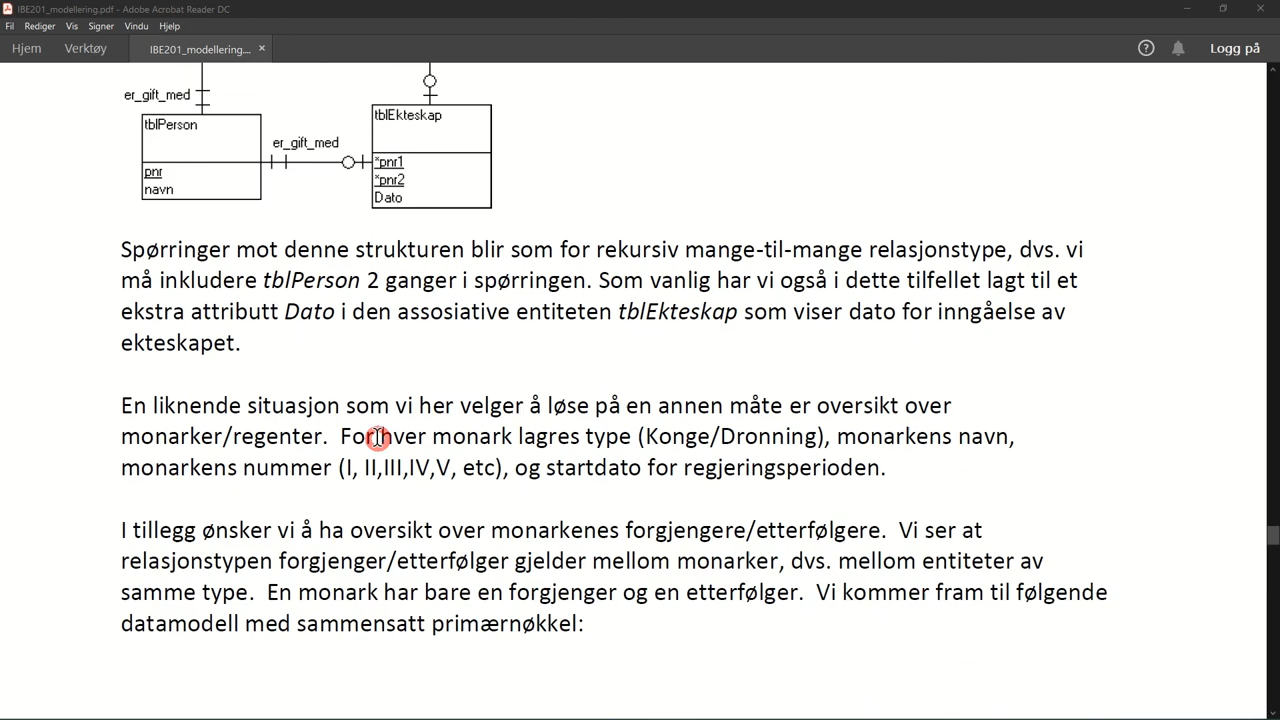 IBE201_modellering.pdf - Adobe Acrobat Reader DC
Fil Rediger Vis Signer Vindu Hjelp
Hjem Verktøy IBE201_modellering.... × Logg på
er_gift_med
tblPerson
pnr
navn
er_gift_med
tblEkteskap
*pnr1
*pnr2
Dato
Spørringer mot denne strukturen blir som for rekursiv mange-til-mange relasjonstype, dvs. vi
må inkludere tblPerson 2 ganger i spørringen. Som vanlig har vi også i dette tilfellet lagt til et
ekstra attributt Dato i den assosiative entiteten tblEkteskap som viser dato for inngåelse av
ekteskapet.
En liknende situasjon som vi her velger å løse på en annen måte er oversikt over
monarker/regenter. For hver monark lagres type (Konge/Dronning), monarkens navn,
monarkens nummer (I, II,III,IV,V, etc), og startdato for regjeringsperioden.
I tillegg ønsker vi å ha oversikt over monarkenes forgjengere/etterfølgere. Vi ser at
relasjonstypen forgjenger/etterfølger gjelder mellom monarker, dvs. mellom entiteter av
samme type. En monark har bare en forgjenger og en etterfølger. Vi kommer fram til følgende
datamodell med sammensatt primærnøkkel: